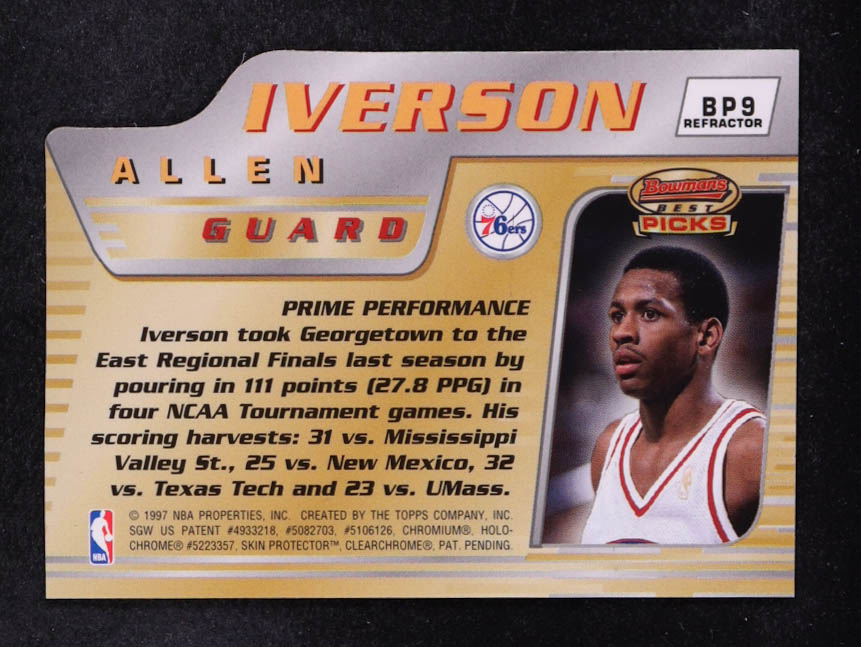 IVERSON
BP9
REFRACTOR
ALLEN
GUARD
76ers
Bowman's
BEST
PICKS
PRIME PERFORMANCE
Iverson took Georgetown to the
East Regional Finals last season by
pouring in 111 points (27.8 PPG) in
four NCAA Tournament games. His
scoring harvests: 31 vs. Mississippi
Valley St., 25 vs. New Mexico, 32
vs. Texas Tech and 23 vs. UMass.
© 1997 NBA PROPERTIES, INC. CREATED BY THE TOPPS COMPANY, INC.
SGW US PATENT #4933218, #5082703, #5106126, CHROMIUM®, HOLO-
CHROME® #5223357, SKIN PROTECTOR™, CLEARCHROME®, PAT. PENDING.
NBA